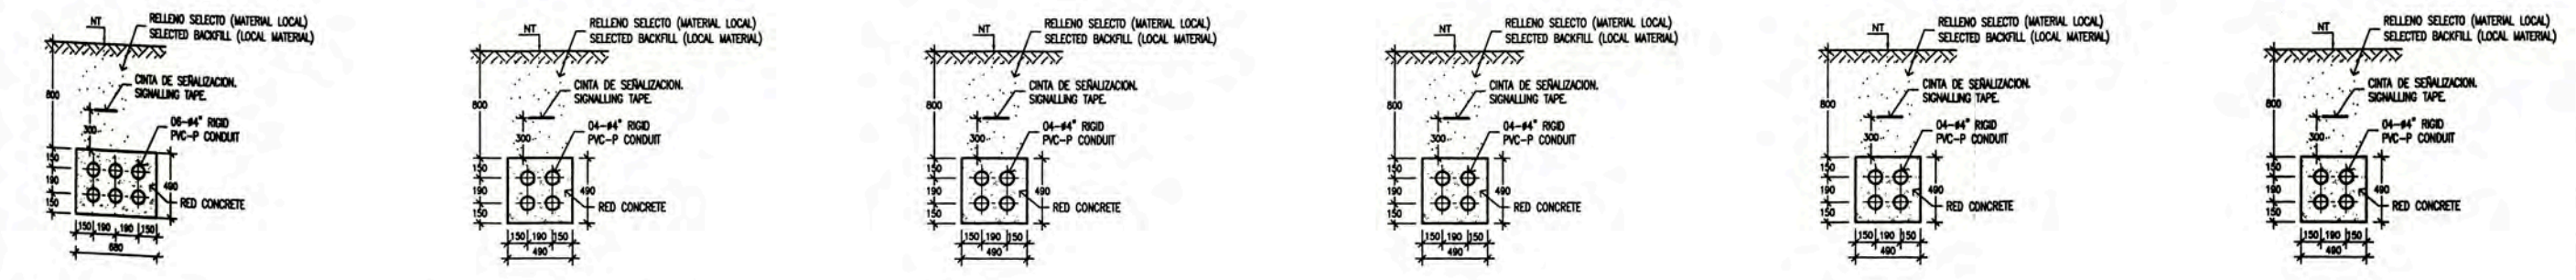 NT
RELLENO SELECTO (MATERIAL LOCAL)
SELECTED BACKFILL (LOCAL MATERIAL)
CINTA DE SEÑALIZACION.
SIGNALLING TAPE.
800
300
06-ø4" RIGID
PVC-P CONDUIT
150
190
150
490
RED CONCRETE
150 190 190 150
680
NT
RELLENO SELECTO (MATERIAL LOCAL)
SELECTED BACKFILL (LOCAL MATERIAL)
CINTA DE SEÑALIZACION.
SIGNALLING TAPE.
800
300
04-ø4" RIGID
PVC-P CONDUIT
150
190
150
490
RED CONCRETE
150 190 150
490
NT
RELLENO SELECTO (MATERIAL LOCAL)
SELECTED BACKFILL (LOCAL MATERIAL)
CINTA DE SEÑALIZACION.
SIGNALLING TAPE.
800
300
04-ø4" RIGID
PVC-P CONDUIT
150
190
150
490
RED CONCRETE
150 190 150
490
NT
RELLENO SELECTO (MATERIAL LOCAL)
SELECTED BACKFILL (LOCAL MATERIAL)
CINTA DE SEÑALIZACION.
SIGNALLING TAPE.
800
300
04-ø4" RIGID
PVC-P CONDUIT
150
190
150
490
RED CONCRETE
150 190 150
490
NT
RELLENO SELECTO (MATERIAL LOCAL)
SELECTED BACKFILL (LOCAL MATERIAL)
CINTA DE SEÑALIZACION.
SIGNALLING TAPE.
800
300
04-ø4" RIGID
PVC-P CONDUIT
150
190
150
490
RED CONCRETE
150 190 150
490
NT
RELLENO SELECTO (MATERIAL LOCAL)
SELECTED BACKFILL (LOCAL MATERIAL)
CINTA DE SEÑALIZACION.
SIGNALLING TAPE.
800
300
04-ø4" RIGID
PVC-P CONDUIT
150
190
150
490
RED CONCRETE
150 190 150
490